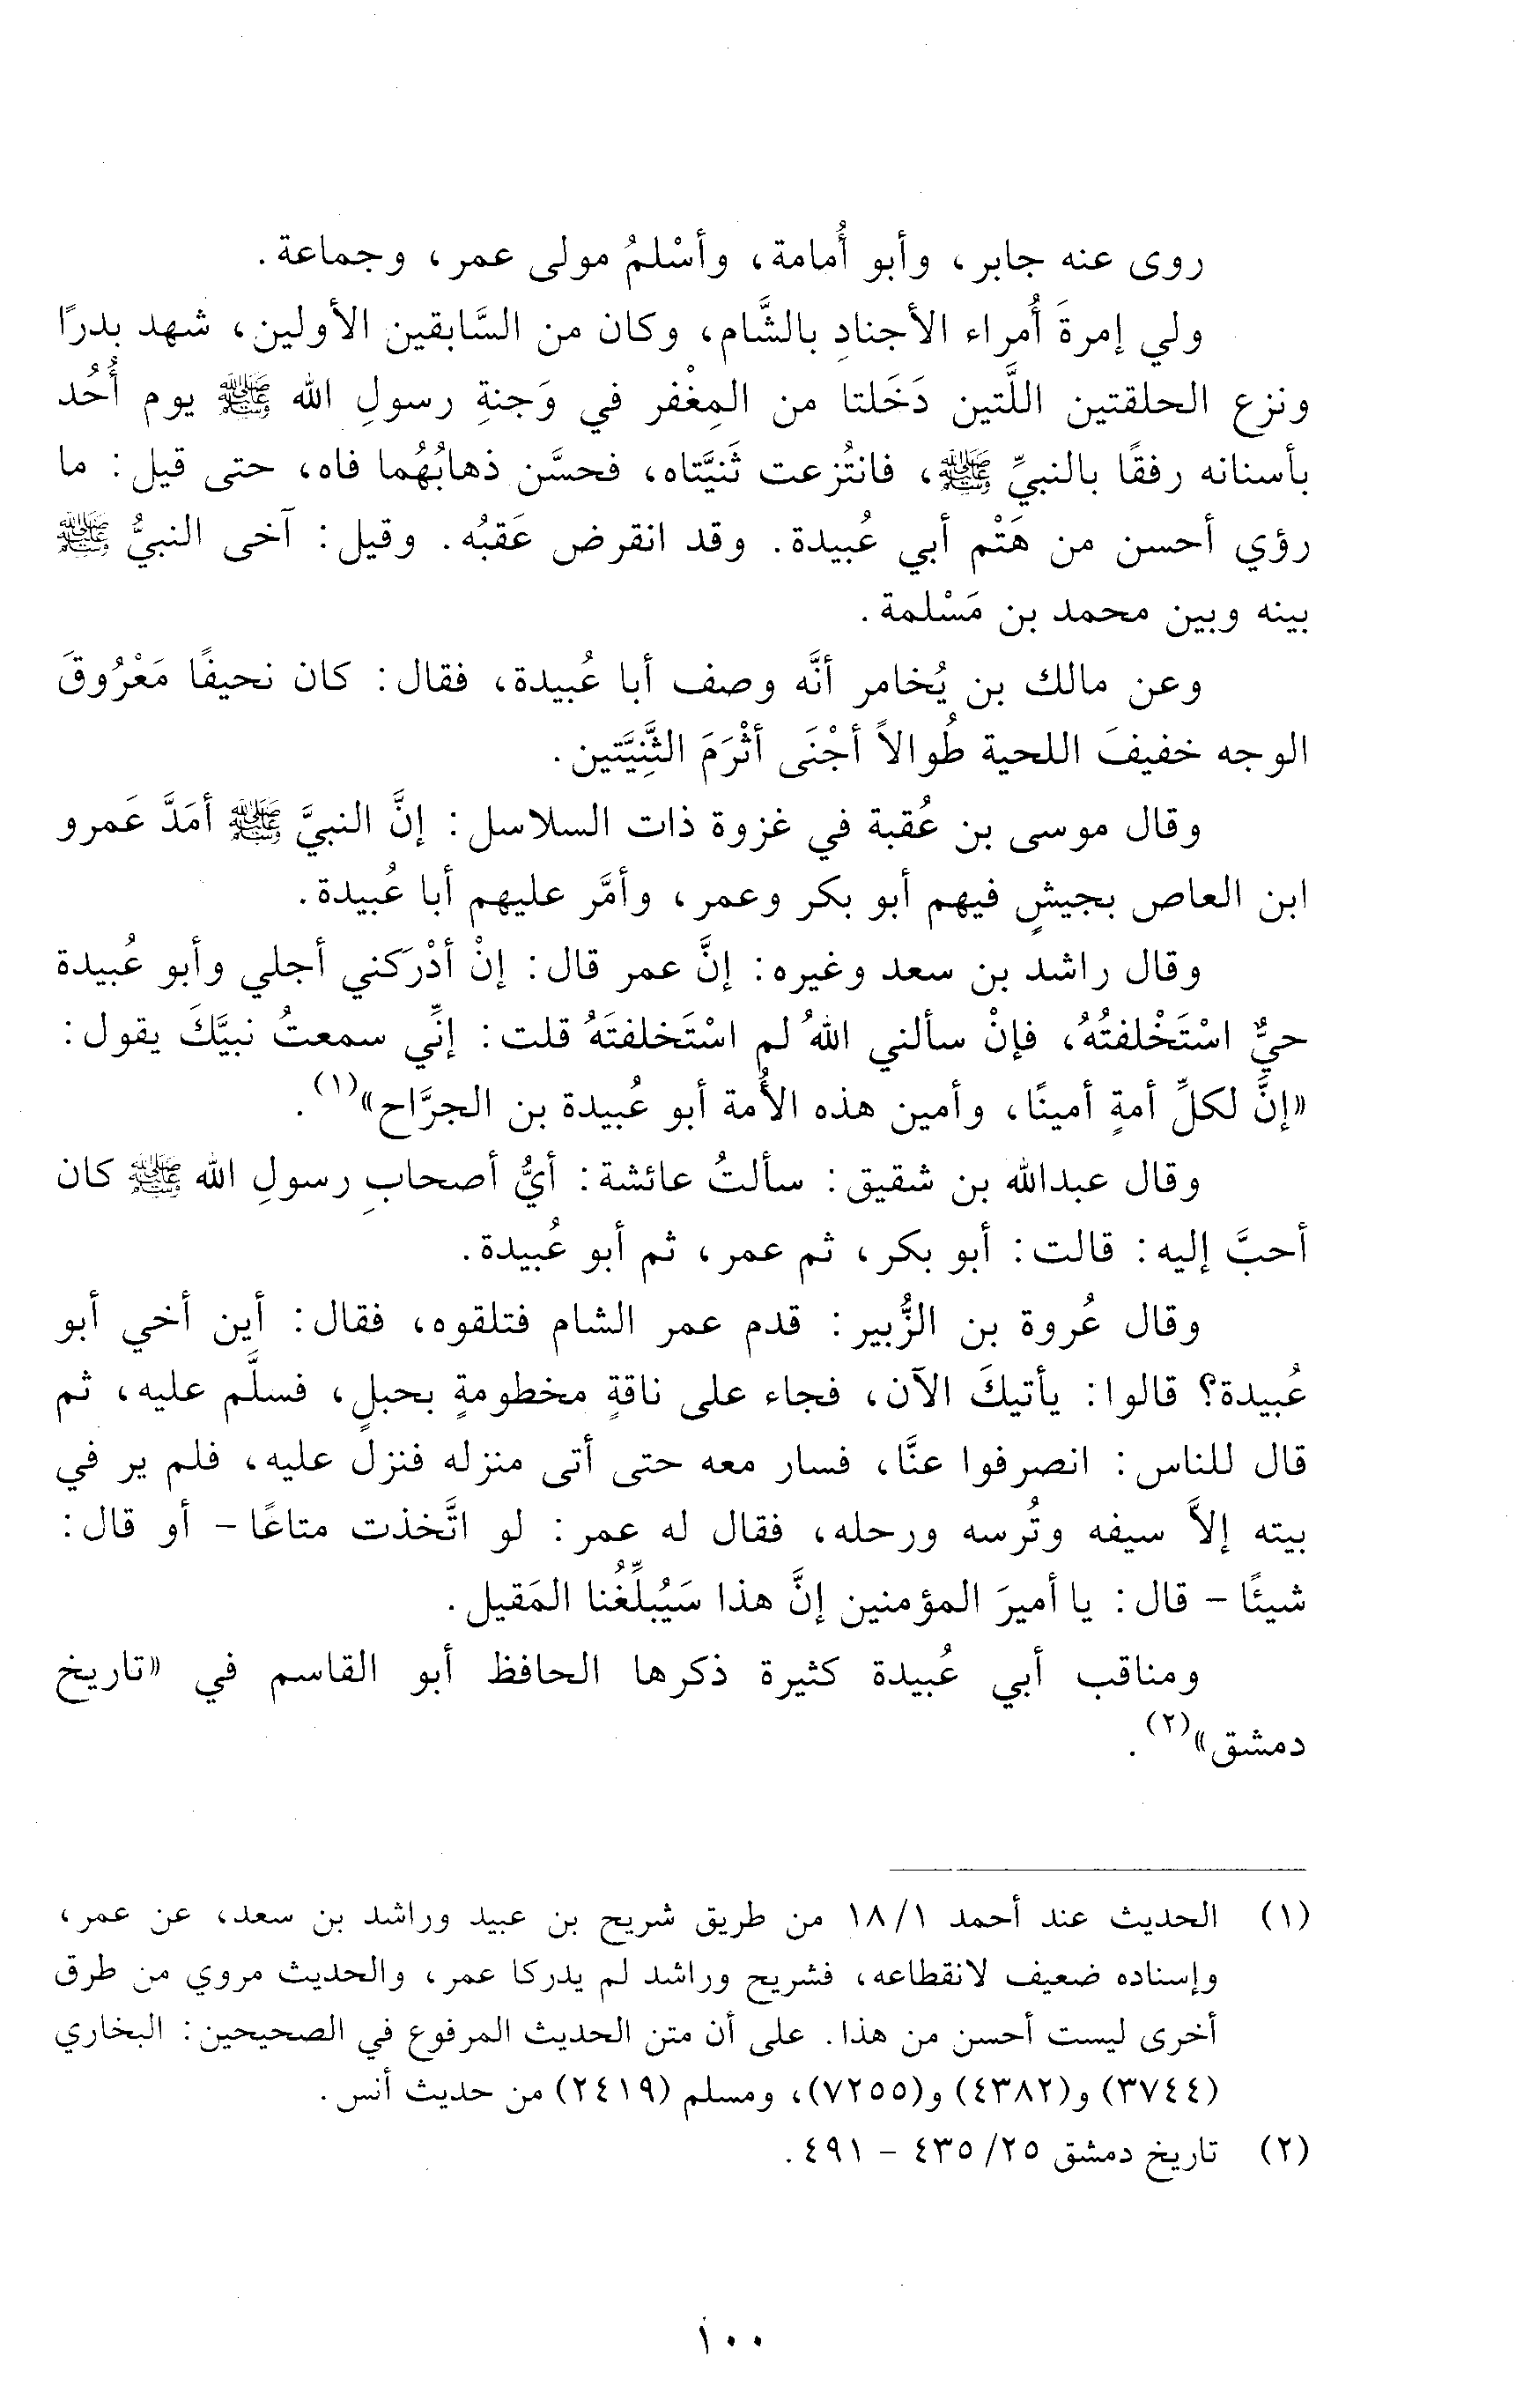 روى عنه جابر، وأبو أُمامة، وأسْلمُ مولى عمر، وجماعة.
ولي إمرةَ أُمراء الأجنادِ بالشَّام، وكان من السَّابقين الأولين، شهد بدرًا
ونزع الحلقتين اللَّتين دَخَلتا من المِغْفر في وَجنةِ رسولِ الله ﷺ يوم أُحُد
بأسنانه رفقًا بالنبيِّ ﷺ، فانتُزعت ثَنيَّتاه، فحسَّن ذهابُهُما فاه، حتى قيل: ما
رؤي أحسن من هَتْم أبي عُبيدة. وقد انقرض عَقبُه. وقيل: آخى النبيُّ ﷺ
بينه وبين محمد بن مَسْلمة.
وعن مالك بن يُخامر أنَّه وصف أبا عُبيدة، فقال: كان نحيفًا مَعْرُوقَ
الوجه خفيفَ اللحية طُوالاً أجْنَى أثْرَمَ الثَّنِيَّتين.
وقال موسى بن عُقبة في غزوة ذات السلاسل: إنَّ النبيَّ ﷺ أمَدَّ عَمرو
ابن العاص بجيشٍ فيهم أبو بكر وعمر، وأمَّر عليهم أبا عُبيدة.
وقال راشد بن سعد وغيره: إنَّ عمر قال: إنْ أدْرَكني أجلي وأبو عُبيدة
حيٌّ اسْتَخْلفتُهُ، فإنْ سألني اللهُ لم اسْتَخلفتَهُ قلت: إنِّي سمعتُ نبيَّكَ يقول:
«إنَّ لكلِّ أمةٍ أمينًا، وأمين هذه الأُمة أبو عُبيدة بن الجرَّاح»(١).
وقال عبدالله بن شقيق: سألتُ عائشة: أيُّ أصحابِ رسولِ الله ﷺ كان
أحبَّ إليه: قالت: أبو بكر، ثم عمر، ثم أبو عُبيدة.
وقال عُروة بن الزُّبير: قدم عمر الشام فتلقوه، فقال: أين أخي أبو
عُبيدة؟ قالوا: يأتيكَ الآن، فجاء على ناقةٍ مخطومةٍ بحبلٍ، فسلَّم عليه، ثم
قال للناس: انصرفوا عنَّا، فسار معه حتى أتى منزله فنزل عليه، فلم ير في
بيته إلاَّ سيفه وتُرسه ورحله، فقال له عمر: لو اتَّخذت متاعًا - أو قال:
شيئًا - قال: يا أميرَ المؤمنين إنَّ هذا سَيُبلِّغُنا المَقيل.
ومناقب أبي عُبيدة كثيرة ذكرها الحافظ أبو القاسم في «تاريخ
دمشق»(٢).
(١) الحديث عند أحمد ١/ ١٨ من طريق شريح بن عبيد وراشد بن سعد، عن عمر،
وإسناده ضعيف لانقطاعه، فشريح وراشد لم يدركا عمر، والحديث مروي من طرق
أخرى ليست أحسن من هذا. على أن متن الحديث المرفوع في الصحيحين: البخاري
(٣٧٤٤) و(٤٣٨٢) و(٧٢٥٥)، ومسلم (٢٤١٩) من حديث أنس.
(٢) تاريخ دمشق ٢٥/ ٤٣٥ - ٤٩١.
١٠٠